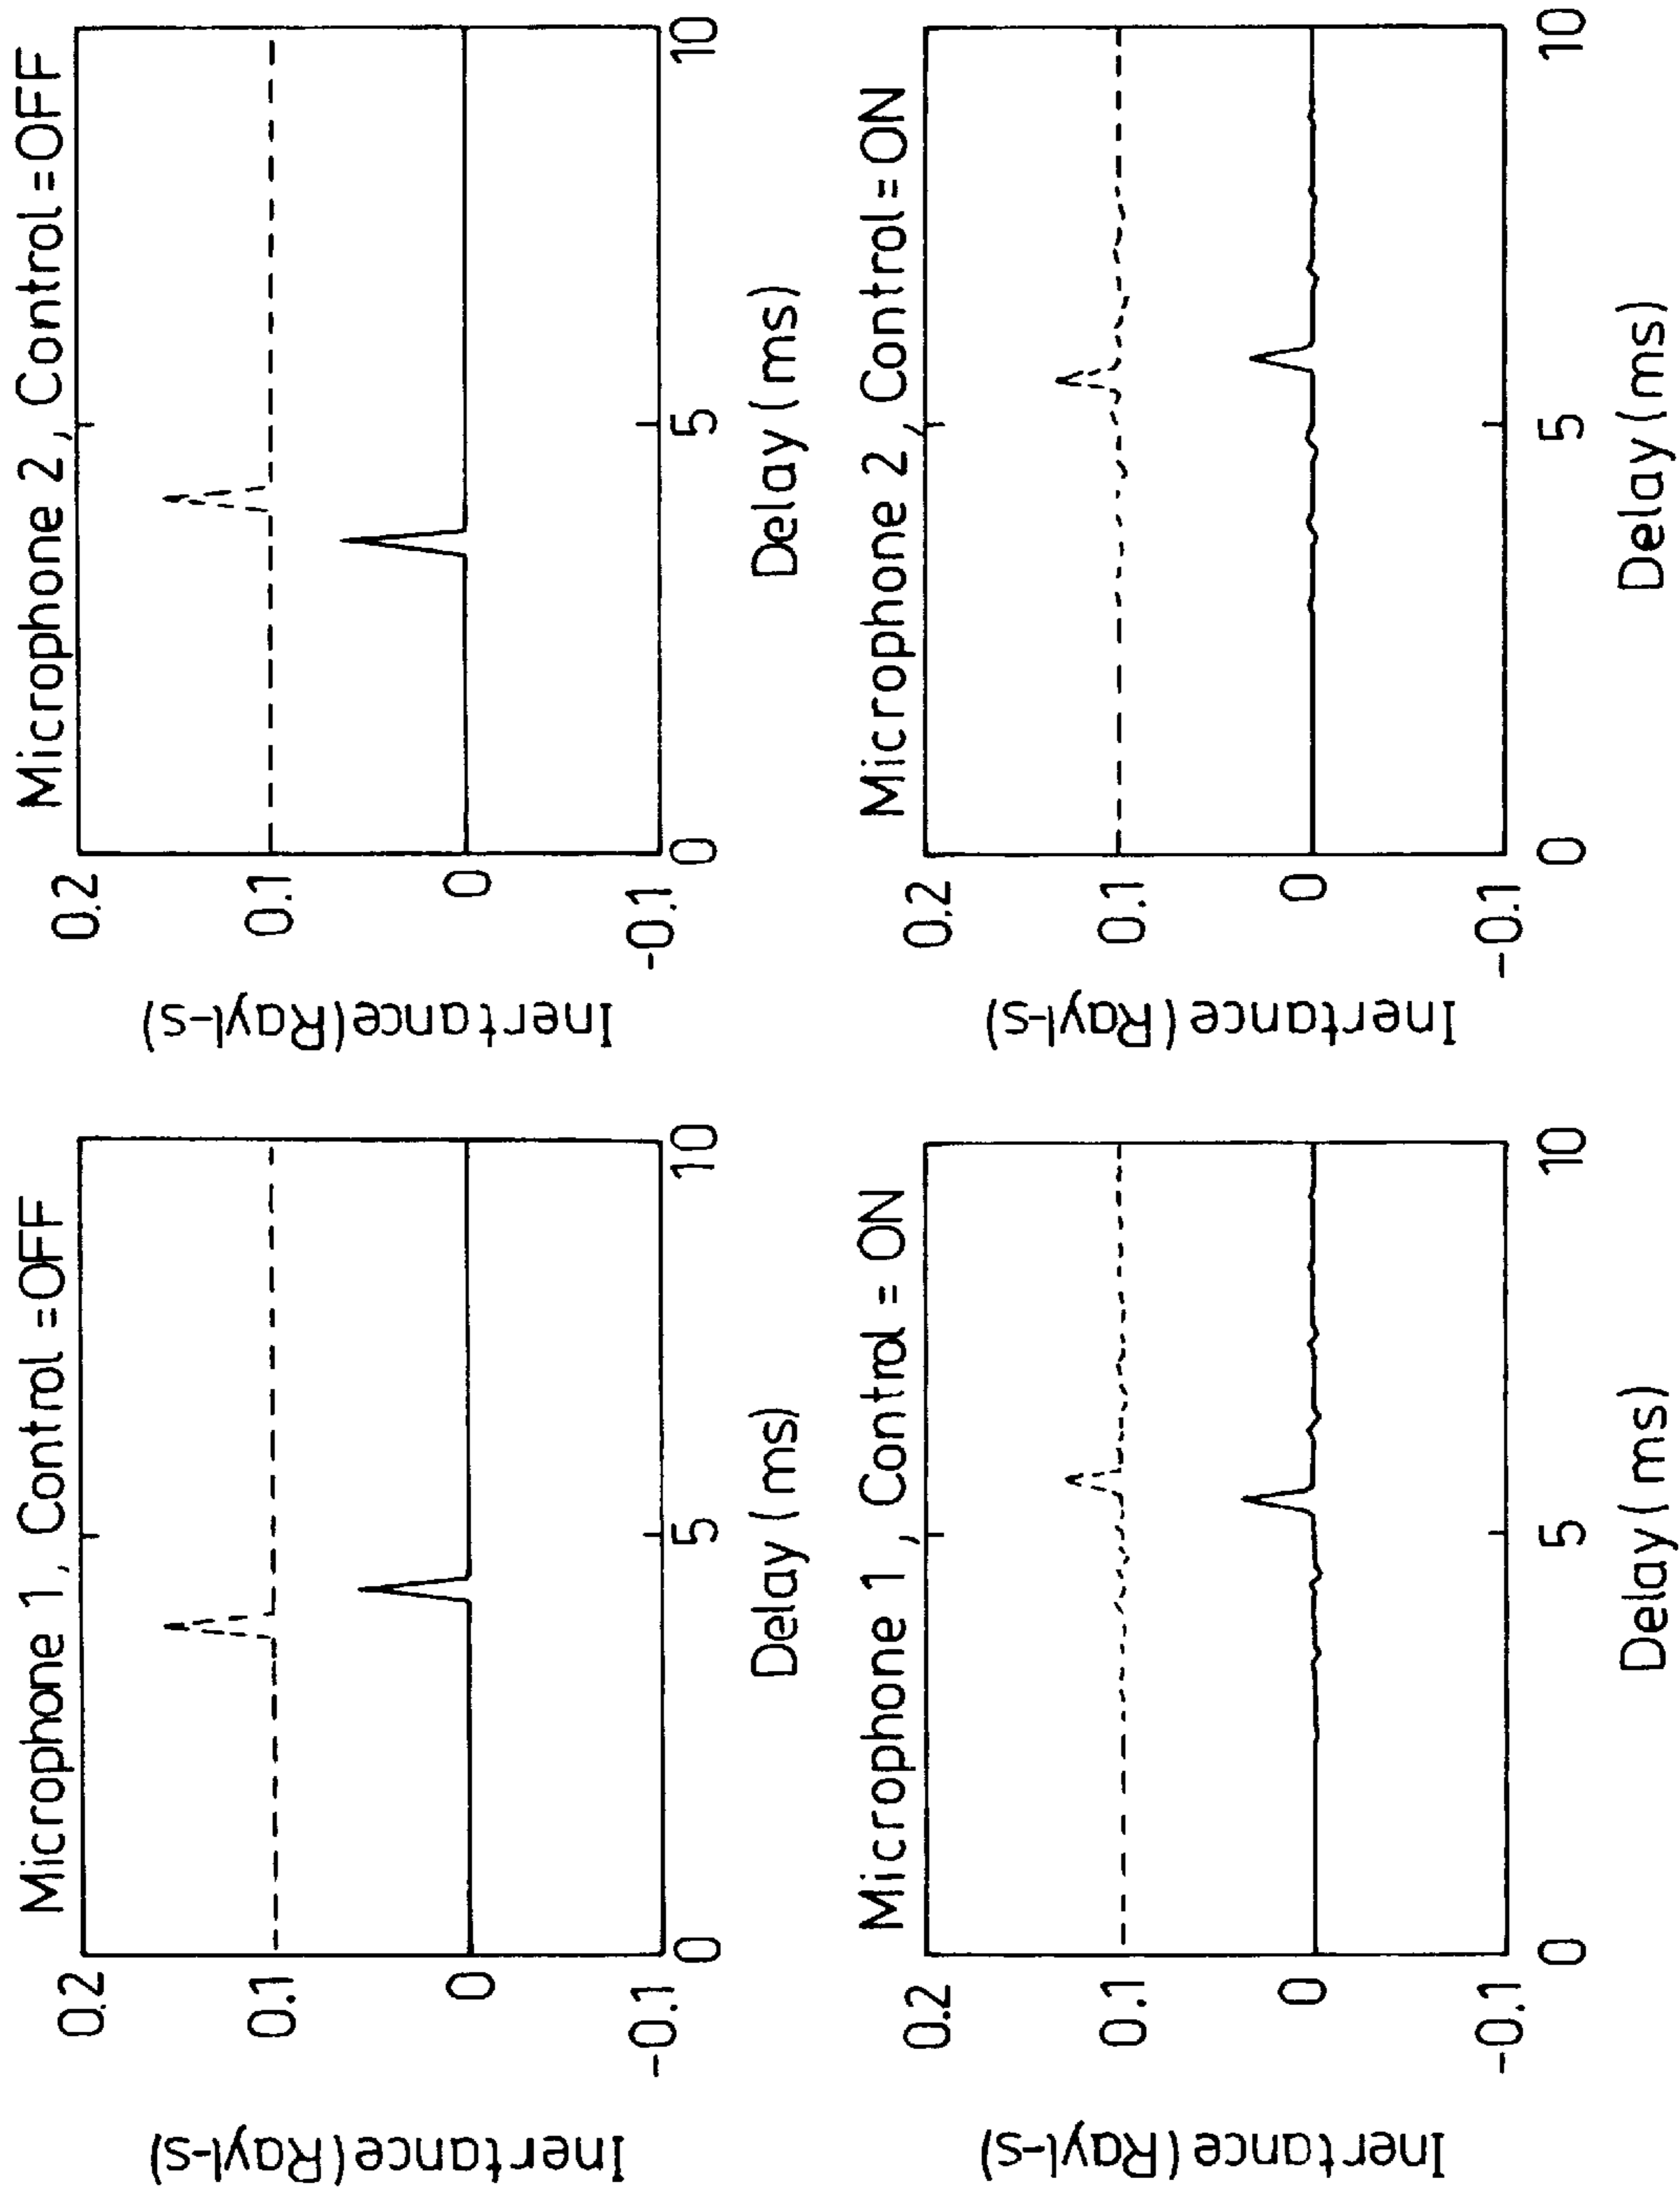 Microphone 1, Control =OFF
Inertance (Rayl-s)
0.2
0.1
0
-0.1
0
5
10
Delay (ms)
Microphone 2, Control =OFF
Inertance (Rayl-s)
0.2
0.1
0
-0.1
0
5
10
Delay (ms)
Microphone 1, Control = ON
Inertance (Rayl-s)
0.2
0.1
0
-0.1
0
5
10
Delay (ms)
Microphone 2, Control = ON
Inertance (Rayl-s)
0.2
0.1
0
-0.1
0
5
10
Delay (ms)